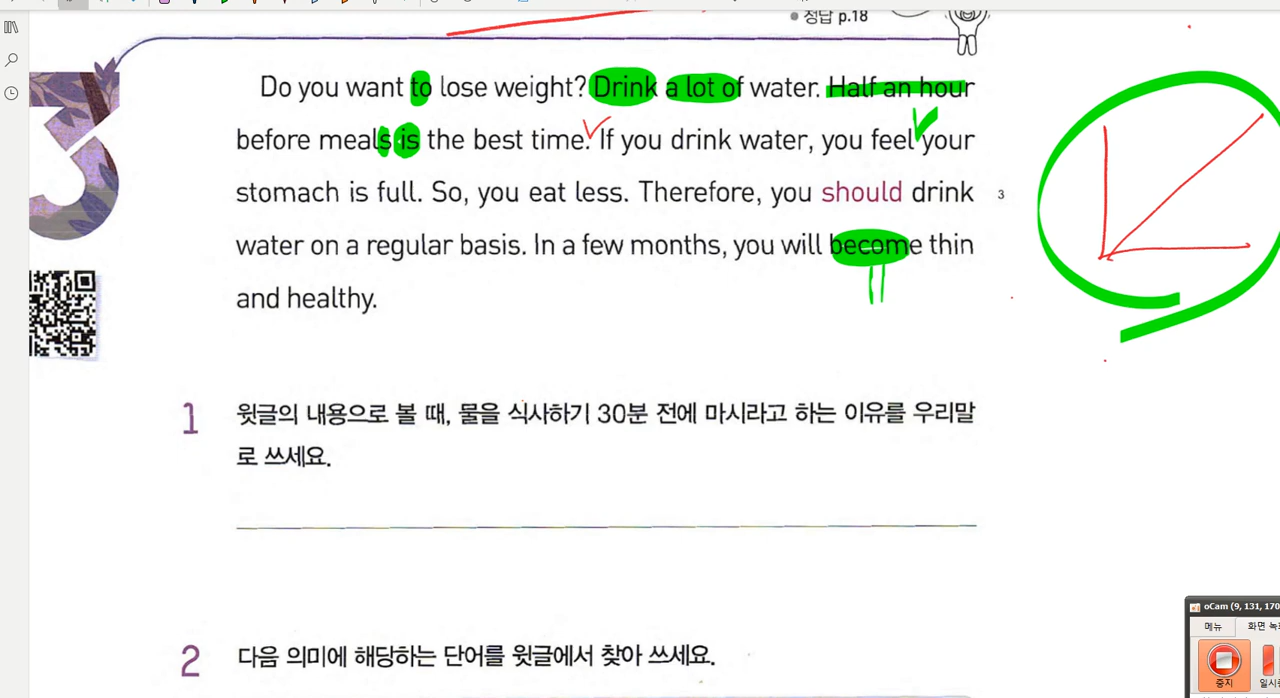 정답 p.18
Do you want to lose weight? Drink a lot of water. Half an hour
before meals is the best time. If you drink water, you feel your
stomach is full. So, you eat less. Therefore, you should drink
3
water on a regular basis. In a few months, you will become thin
and healthy.
1 윗글의 내용으로 볼 때, 물을 식사하기 30분 전에 마시라고 하는 이유를 우리말
로 쓰세요.
oCam (9, 131, 170
메뉴 화면 녹
중지 일시
2 다음 의미에 해당하는 단어를 윗글에서 찾아 쓰세요.